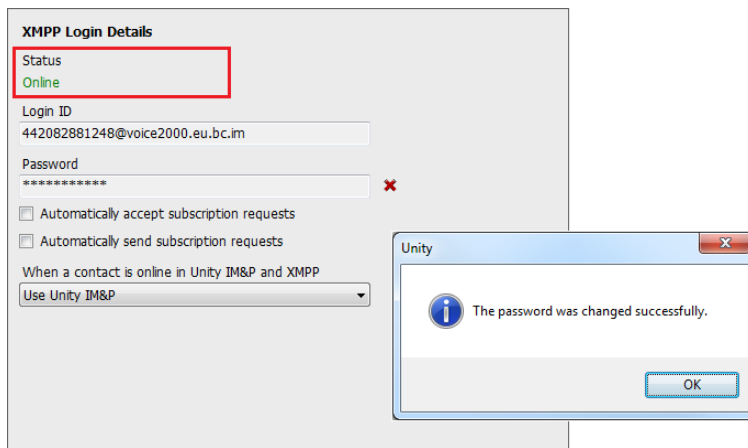 XMPP Login Details
Status
Online
Login ID
442082881248@voice2000.eu.bc.im
Password
***********
Automatically accept subscription requests
Automatically send subscription requests
When a contact is online in Unity IM&P and XMPP
Use Unity IM&P
Unity
The password was changed successfully.
OK